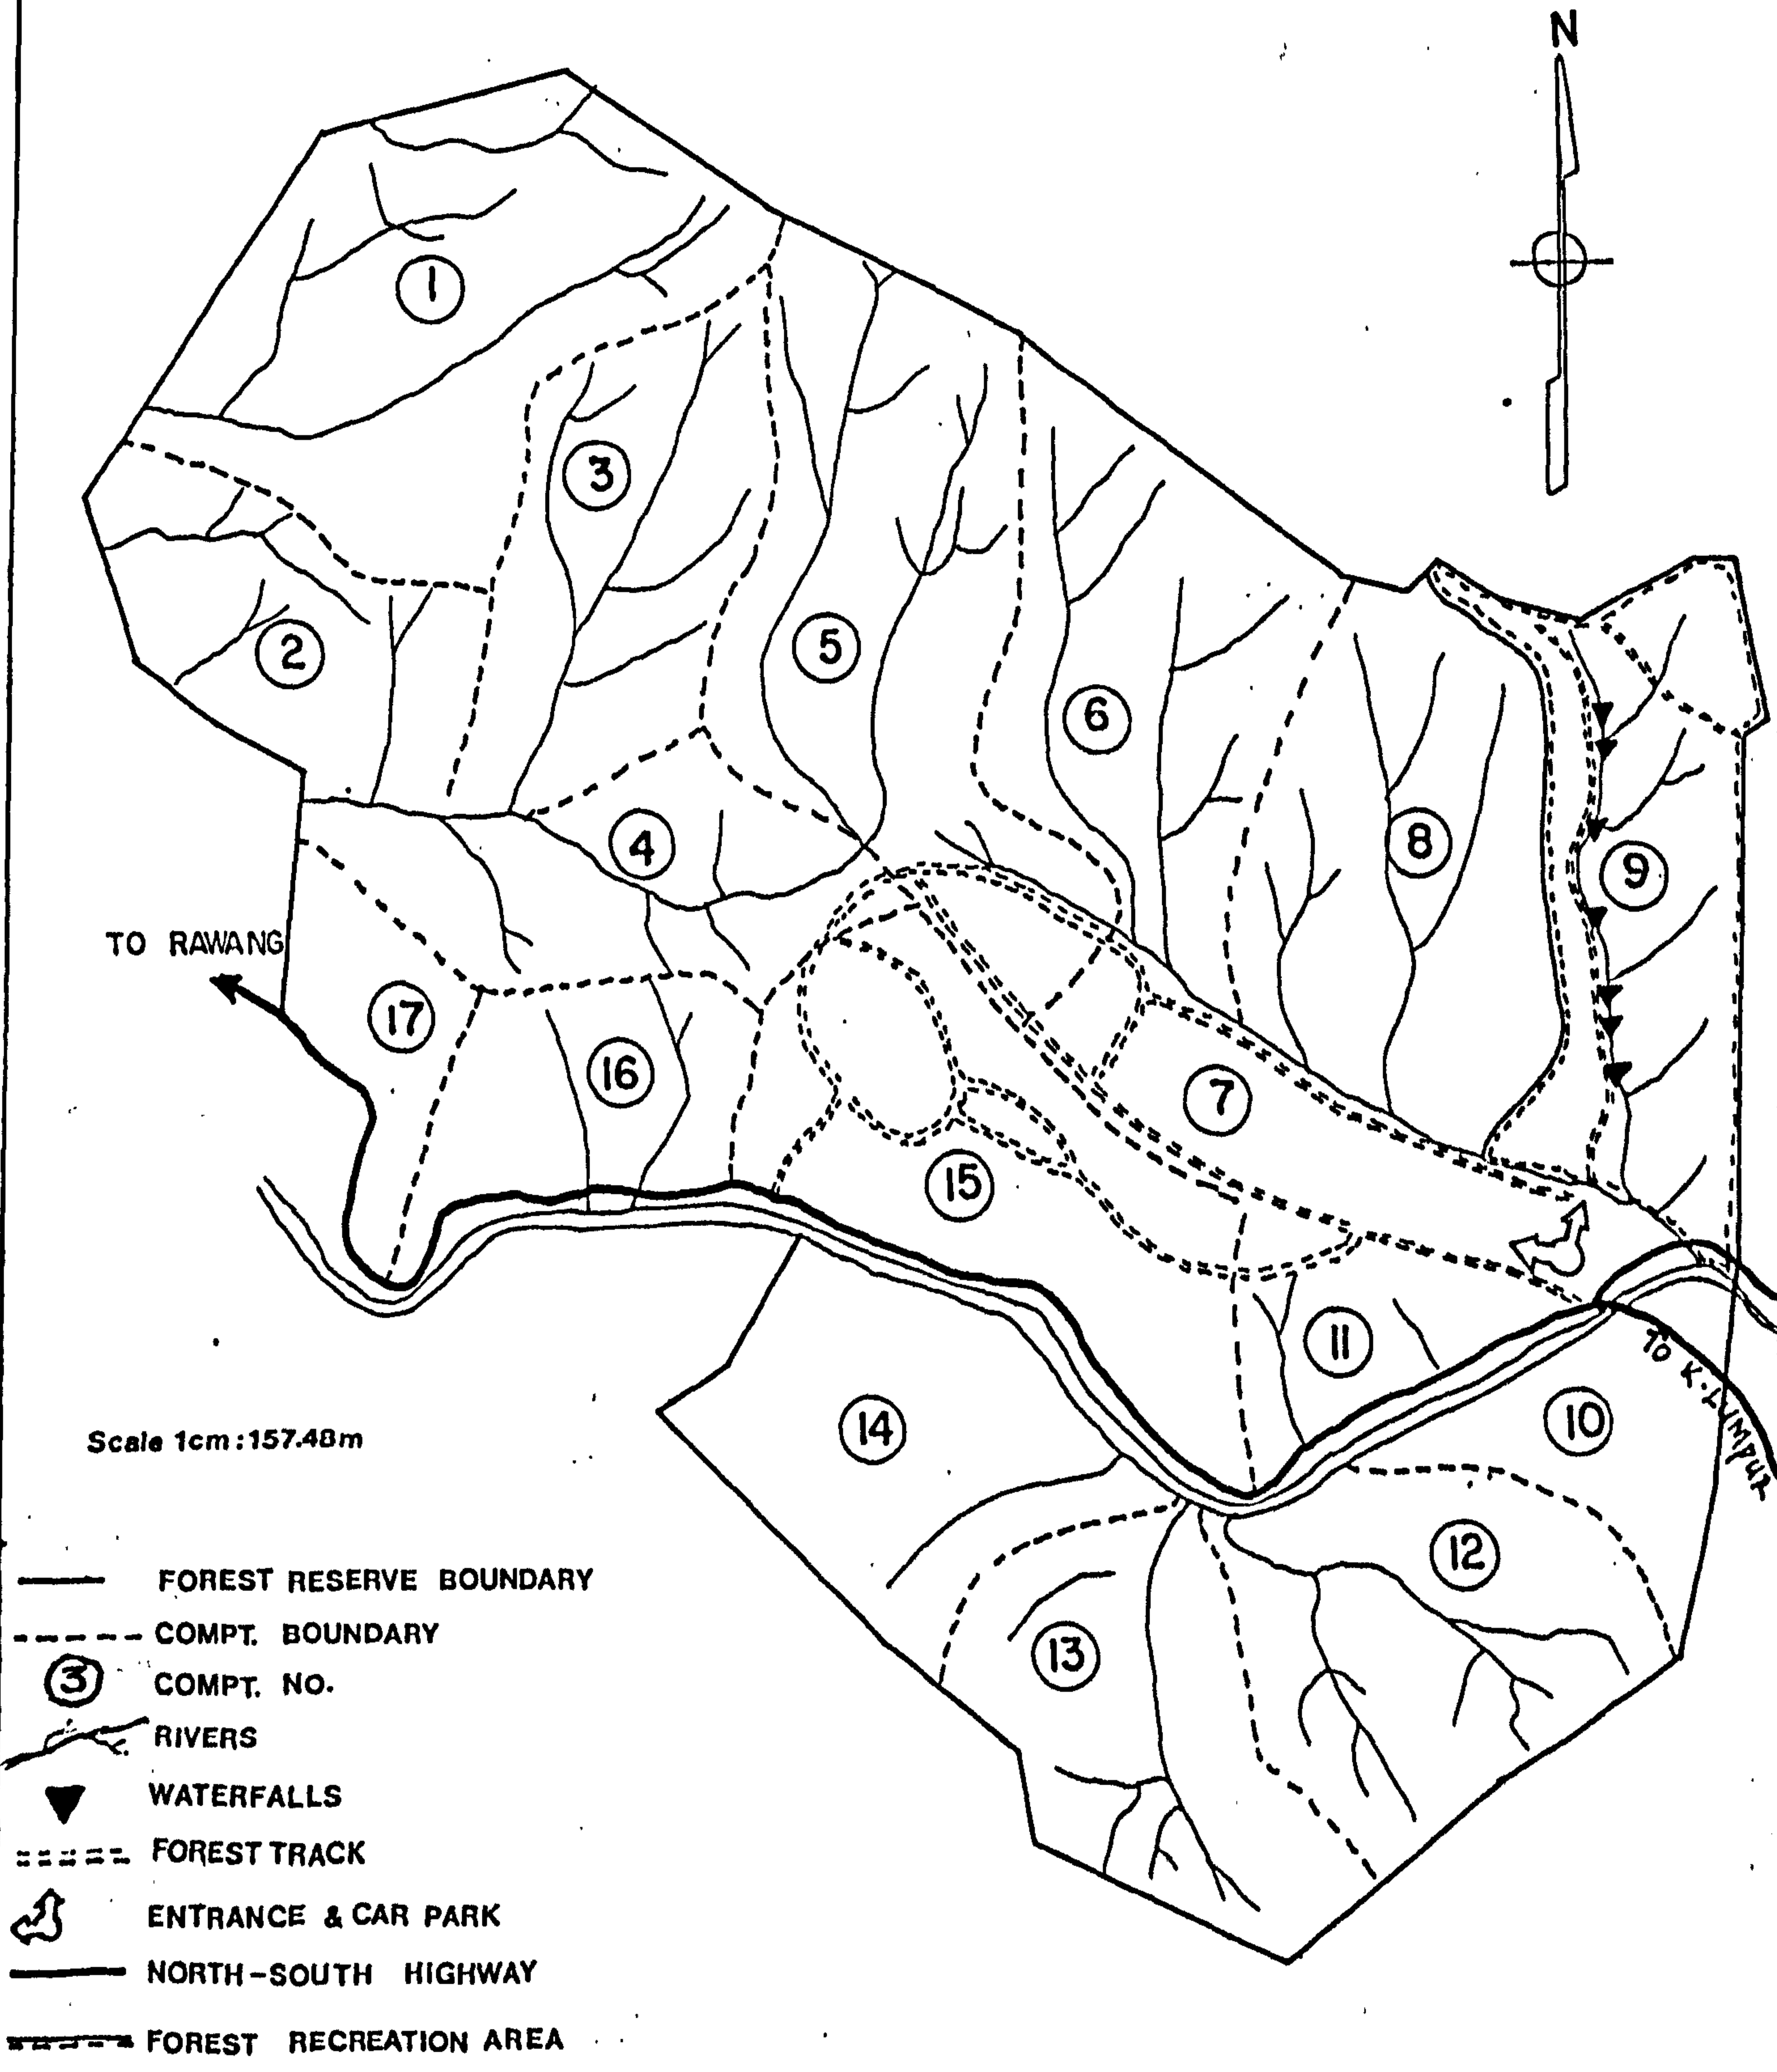 N
1
3
2
5
6
4
8
9
TO RAWANG
17
16
7
15
11
TO K. LUMPUR
14
10
Scale 1cm:157.48m
12
13
FOREST RESERVE BOUNDARY
COMPT. BOUNDARY
3 COMPT. NO.
RIVERS
WATERFALLS
FOREST TRACK
ENTRANCE & CAR PARK
NORTH-SOUTH HIGHWAY
FOREST RECREATION AREA